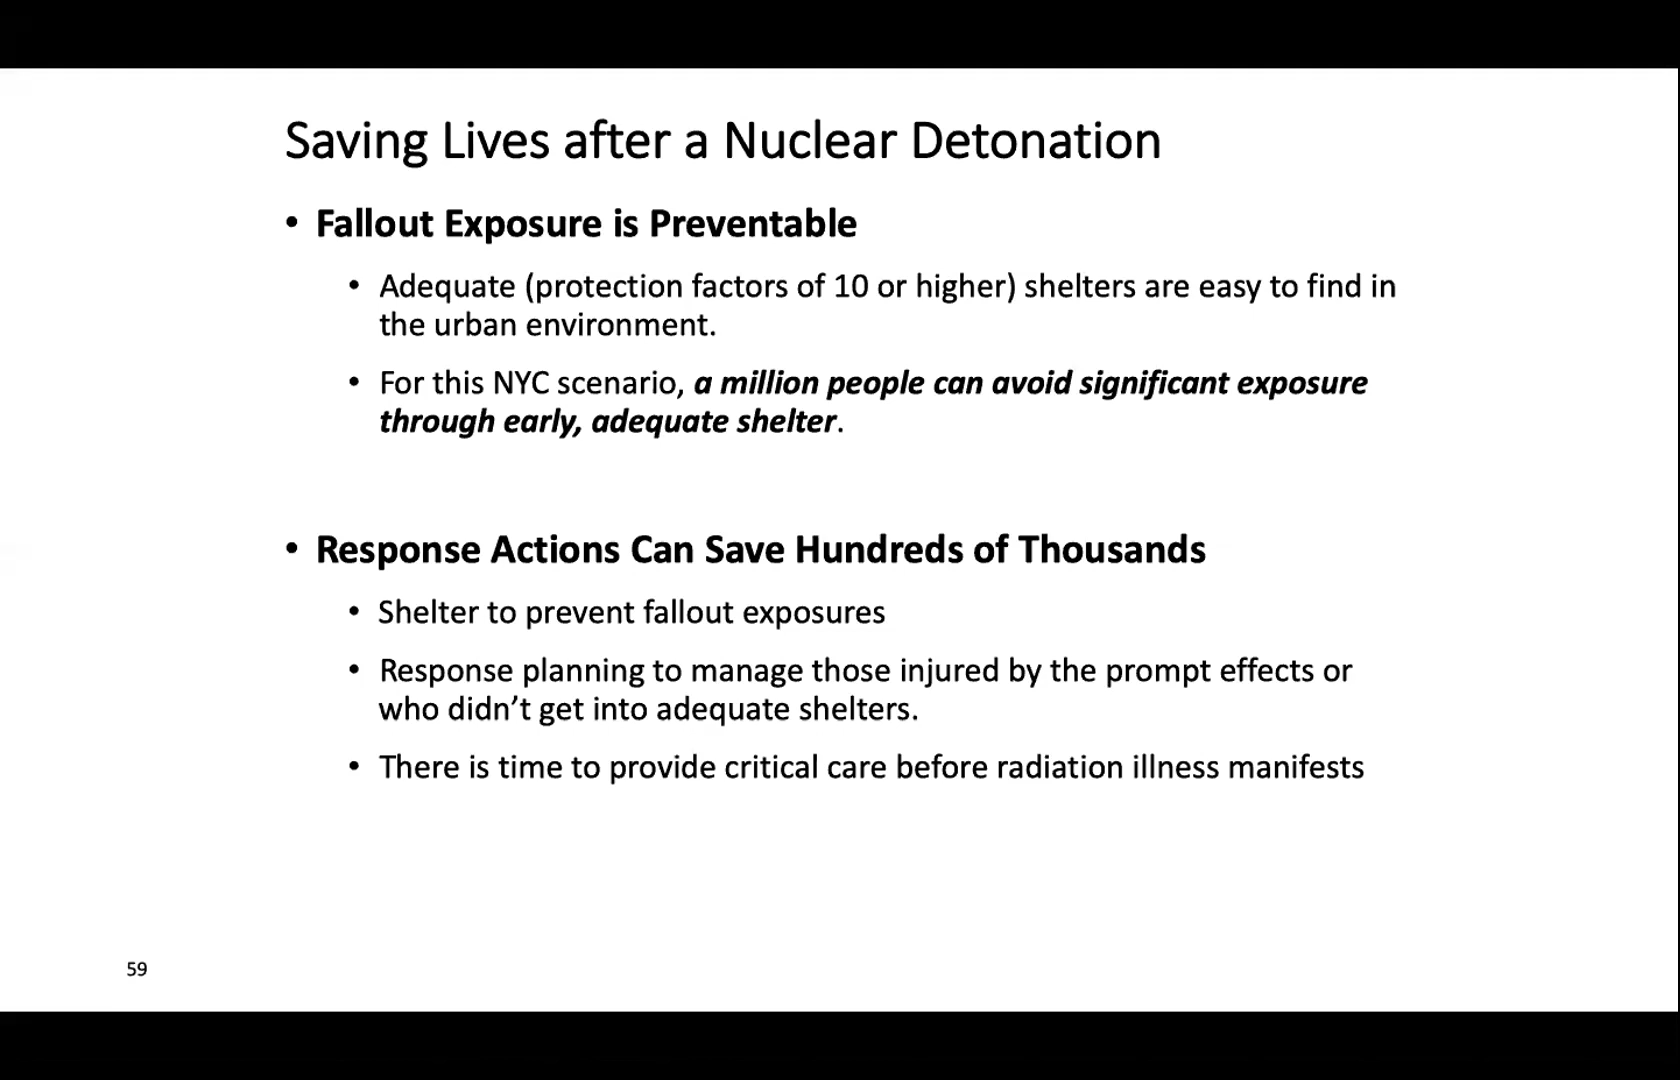 Saving Lives after a Nuclear Detonation
• Fallout Exposure is Preventable
• Adequate (protection factors of 10 or higher) shelters are easy to find in
the urban environment.
• For this NYC scenario, a million people can avoid significant exposure
through early, adequate shelter.
• Response Actions Can Save Hundreds of Thousands
• Shelter to prevent fallout exposures
• Response planning to manage those injured by the prompt effects or
who didn’t get into adequate shelters.
• There is time to provide critical care before radiation illness manifests
59